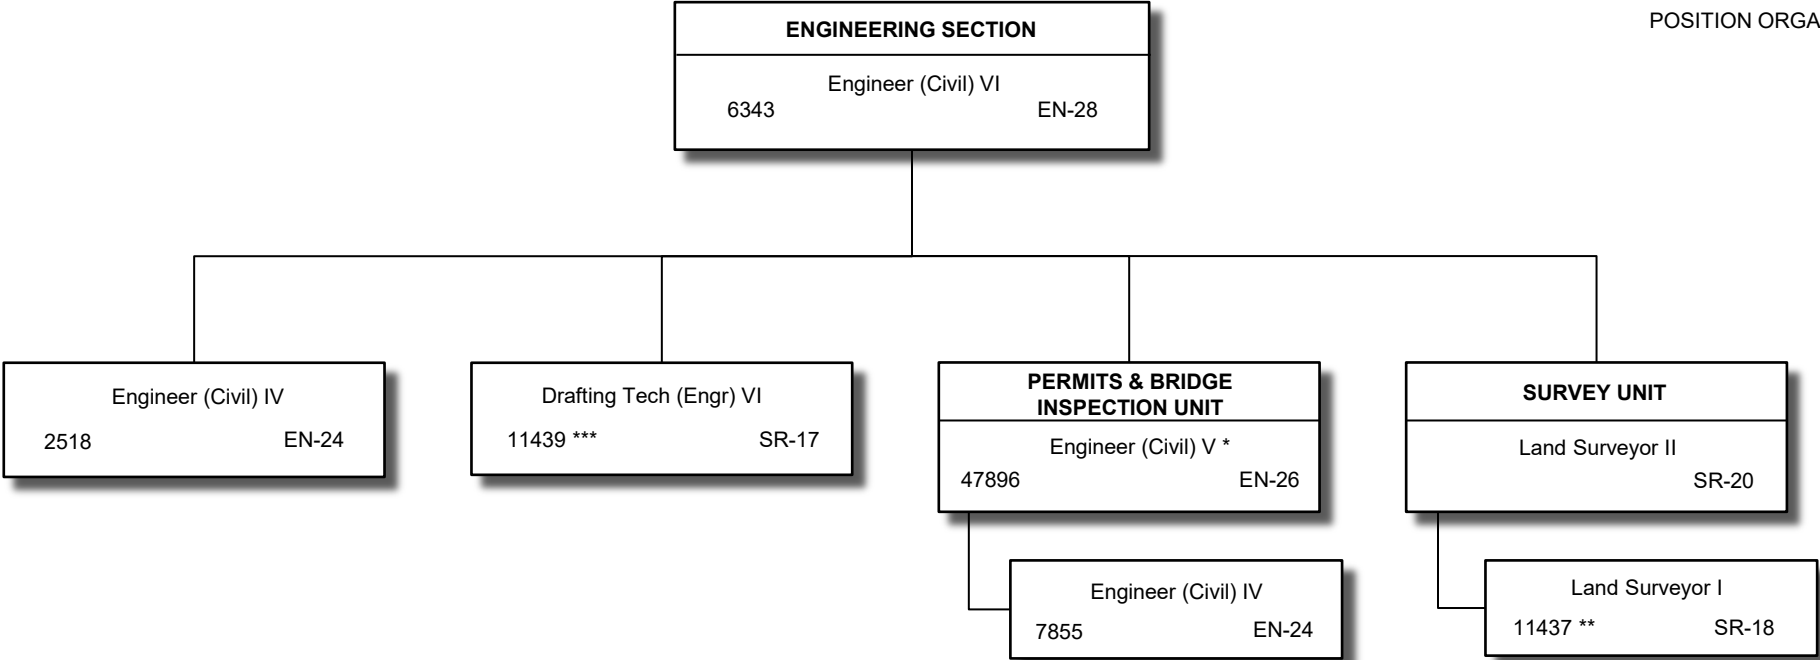 POSITION ORGA
ENGINEERING SECTION
Engineer (Civil) VI
6343 EN-28
Engineer (Civil) IV
2518 EN-24
Drafting Tech (Engr) VI
11439 *** SR-17
PERMITS & BRIDGE
INSPECTION UNIT
Engineer (Civil) V *
47896 EN-26
Engineer (Civil) IV
7855 EN-24
SURVEY UNIT
Land Surveyor II
SR-20
Land Surveyor I
11437 ** SR-18